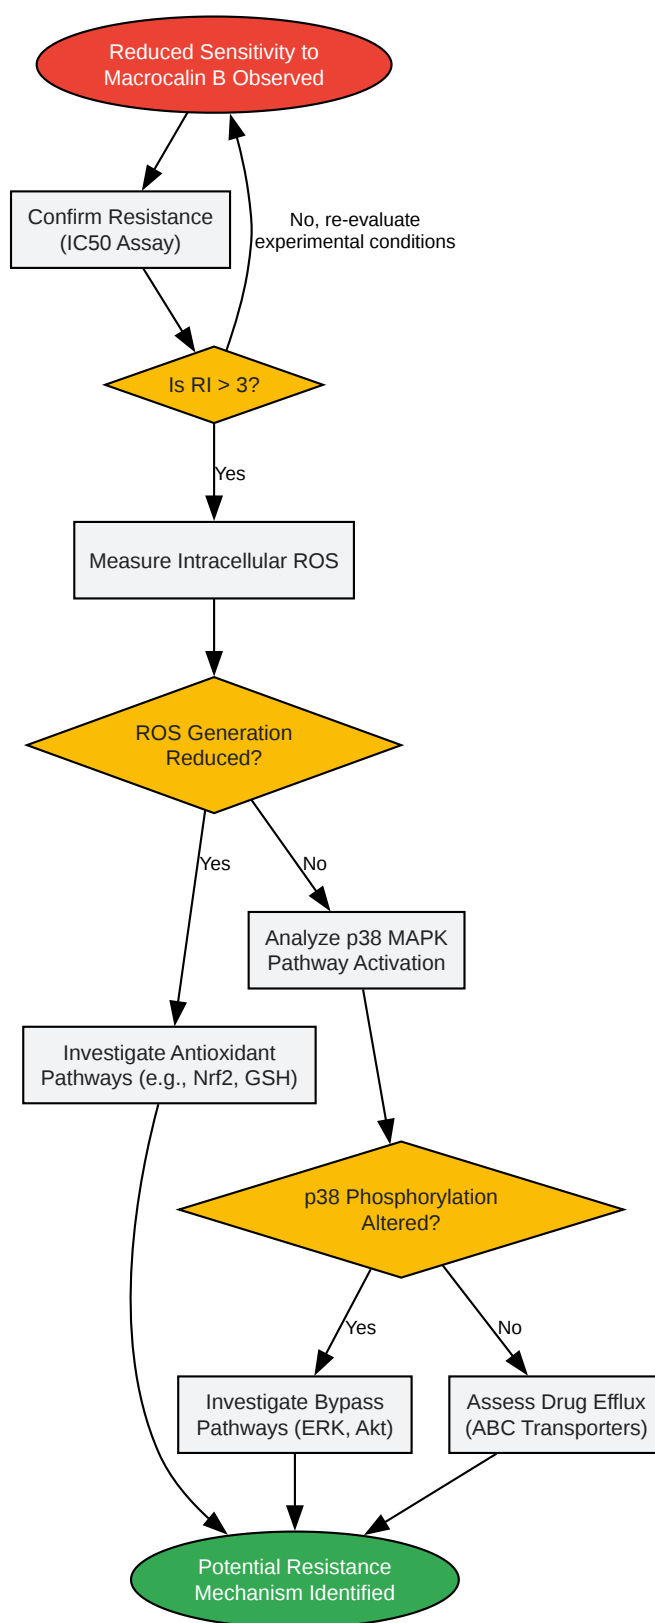 Reduced Sensitivity to
Macrocalin B Observed
Confirm Resistance
(IC50 Assay)
No, re-evaluate
experimental conditions
Is RI > 3?
Yes
Measure Intracellular ROS
ROS Generation
Reduced?
Yes
No
Analyze p38 MAPK
Pathway Activation
Investigate Antioxidant
Pathways (e.g., Nrf2, GSH)
p38 Phosphorylation
Altered?
Yes
No
Investigate Bypass
Pathways (ERK, Akt)
Assess Drug Efflux
(ABC Transporters)
Potential Resistance
Mechanism Identified